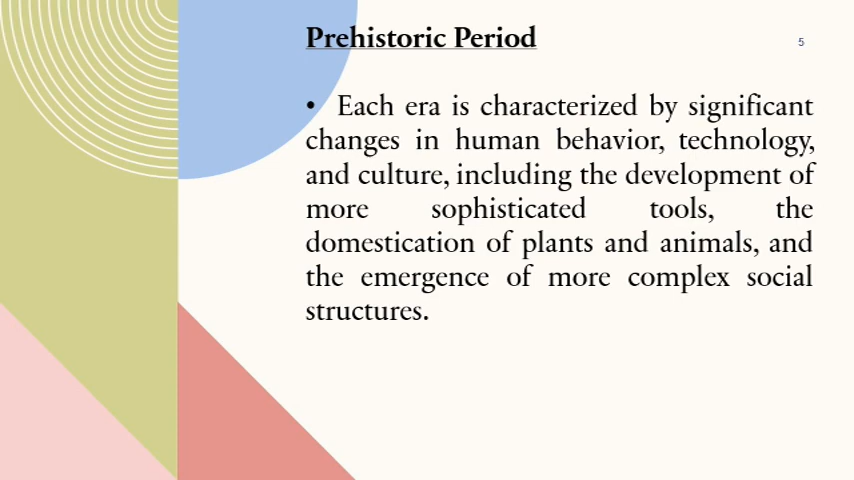 Prehistoric Period
5
• Each era is characterized by significant
changes in human behavior, technology,
and culture, including the development of
more sophisticated tools, the
domestication of plants and animals, and
the emergence of more complex social
structures.